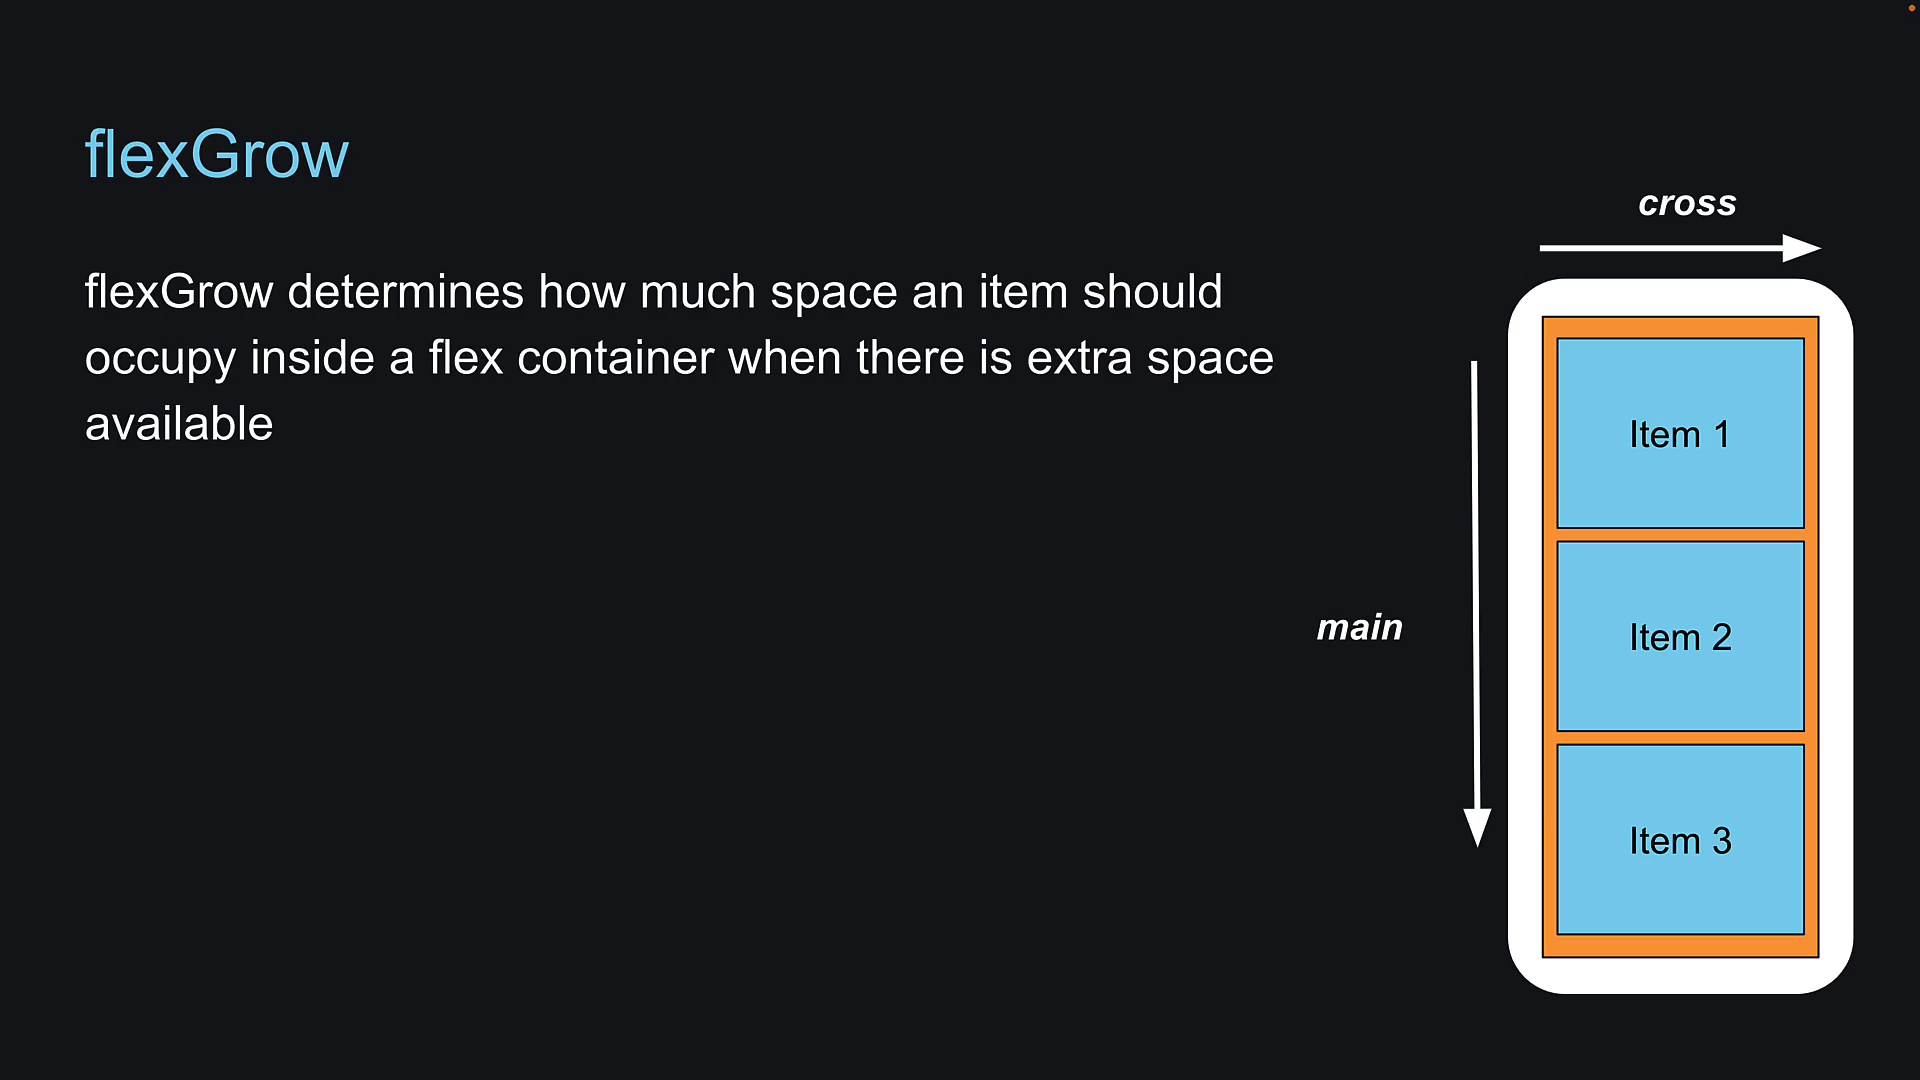 flexGrow
flexGrow determines how much space an item should
occupy inside a flex container when there is extra space
available
cross
main
Item 1
Item 2
Item 3